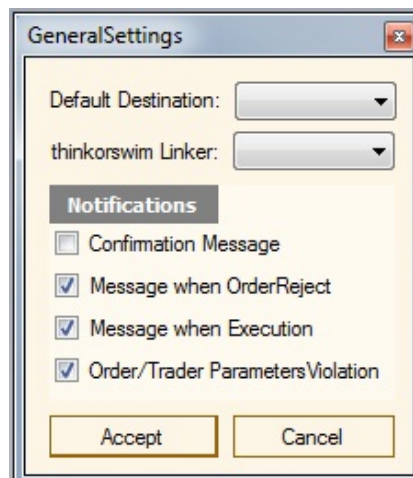 GeneralSettings
Default Destination:
thinkorswim Linker:
Notifications
Confirmation Message
Message when OrderReject
Message when Execution
Order/Trader ParametersViolation
Accept Cancel